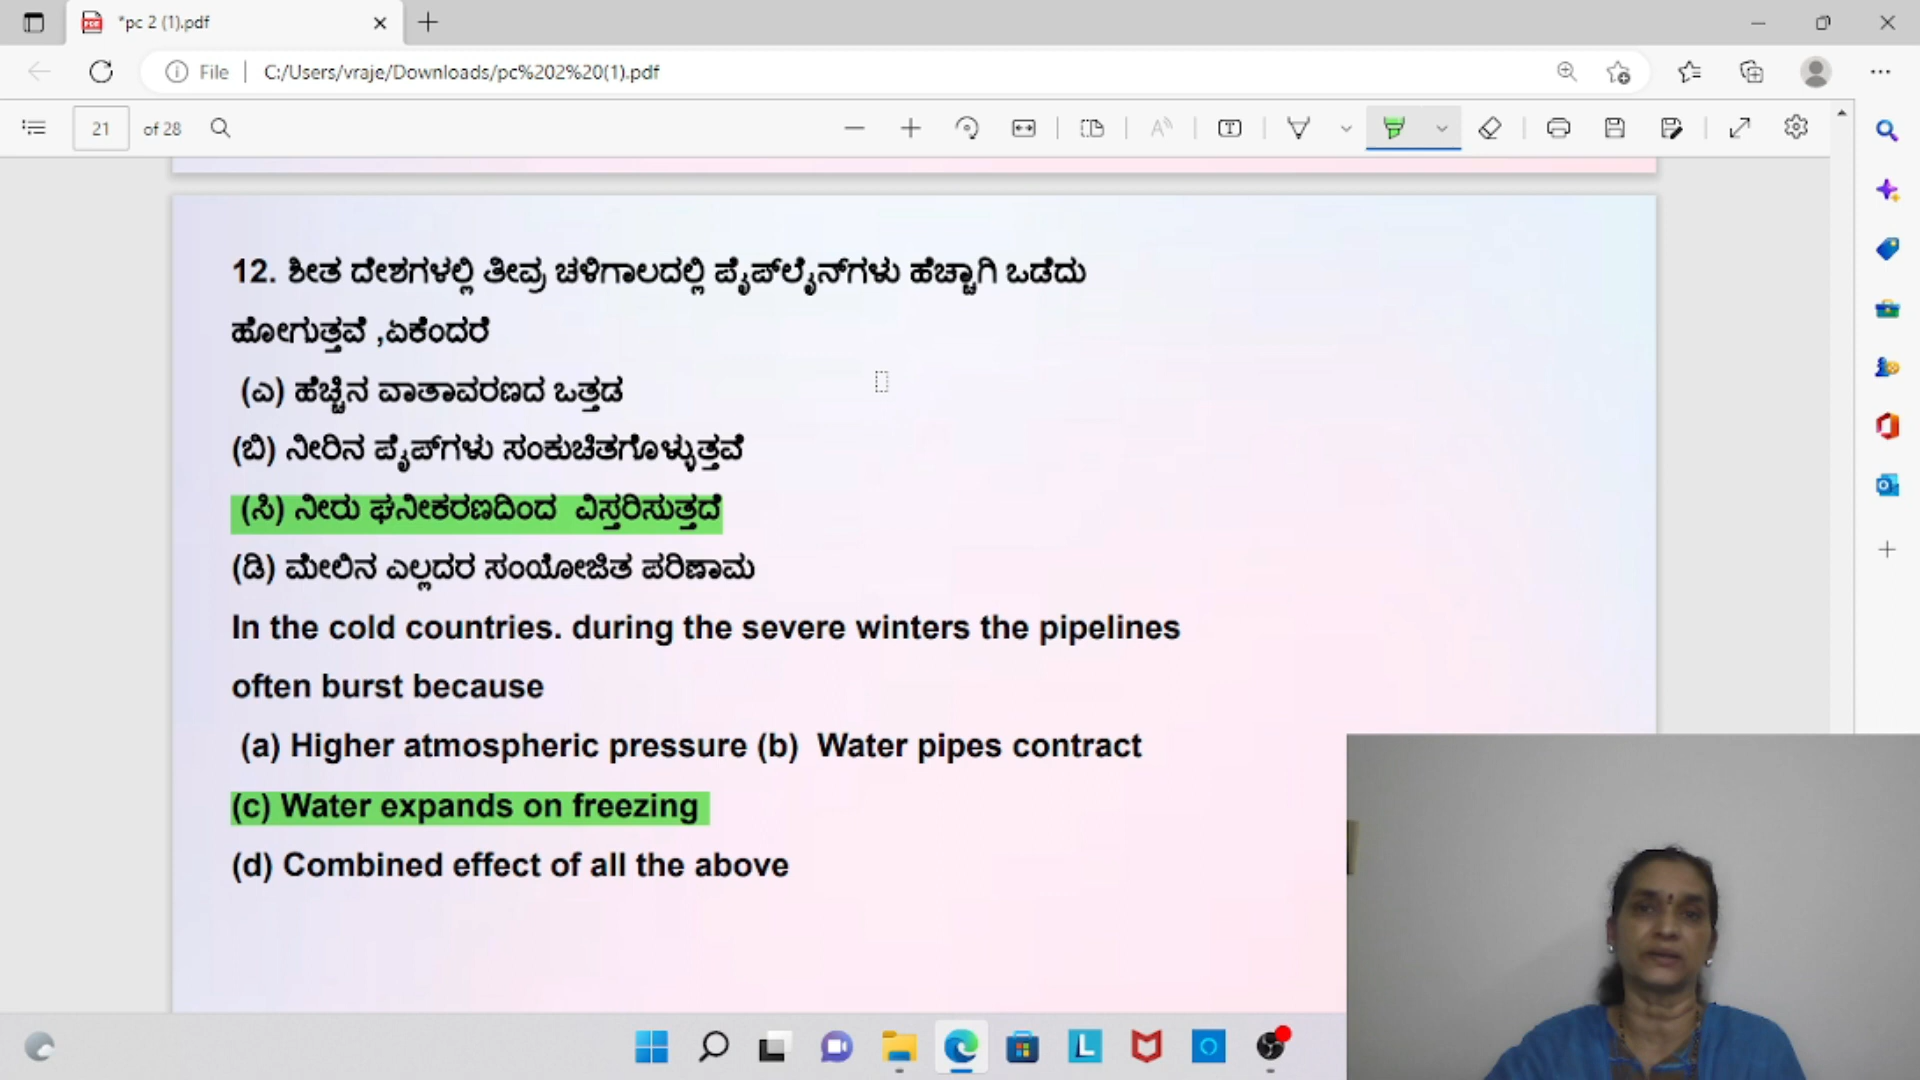 *pc 2 (1).pdf
File C:/Users/vraje/Downloads/pc%202%20(1).pdf
21 of 28
12. ಶೀತ ದೇಶಗಳಲ್ಲಿ ತೀವ್ರ ಚಳಿಗಾಲದಲ್ಲಿ ಪೈಪ್‌ಲೈನ್‌ಗಳು ಹೆಚ್ಚಾಗಿ ಒಡೆದು
ಹೋಗುತ್ತವೆ ,ಏಕೆಂದರೆ
(ಎ) ಹೆಚ್ಚಿನ ವಾತಾವರಣದ ಒತ್ತಡ
(ಬಿ) ನೀರಿನ ಪೈಪ್‌ಗಳು ಸಂಕುಚಿತಗೊಳ್ಳುತ್ತವೆ
(ಸಿ) ನೀರು ಘನೀಕರಣದಿಂದ ವಿಸ್ತರಿಸುತ್ತದೆ
(ಡಿ) ಮೇಲಿನ ಎಲ್ಲದರ ಸಂಯೋಜಿತ ಪರಿಣಾಮ
In the cold countries. during the severe winters the pipelines
often burst because
(a) Higher atmospheric pressure (b) Water pipes contract
(c) Water expands on freezing
(d) Combined effect of all the above